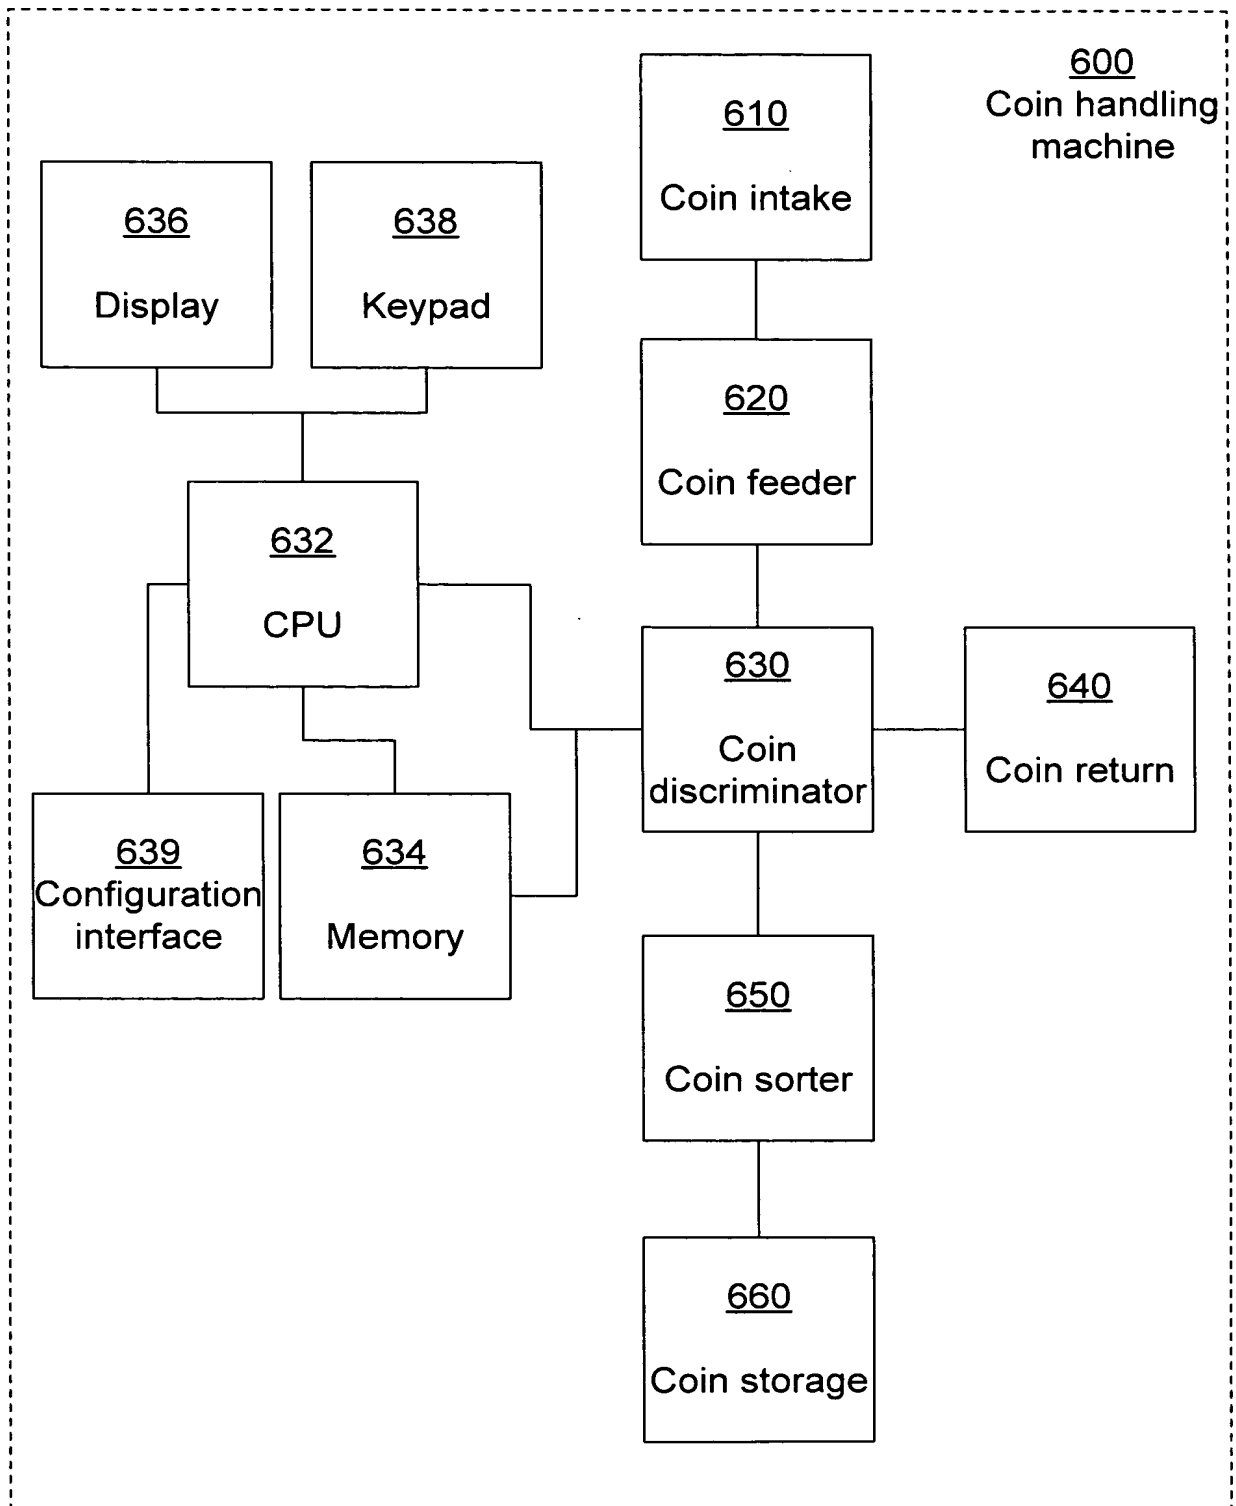 600
Coin handling
machine
610
Coin intake
636
Display
638
Keypad
620
Coin feeder
632
CPU
630
Coin
discriminator
640
Coin return
639
Configuration
interface
634
Memory
650
Coin sorter
660
Coin storage